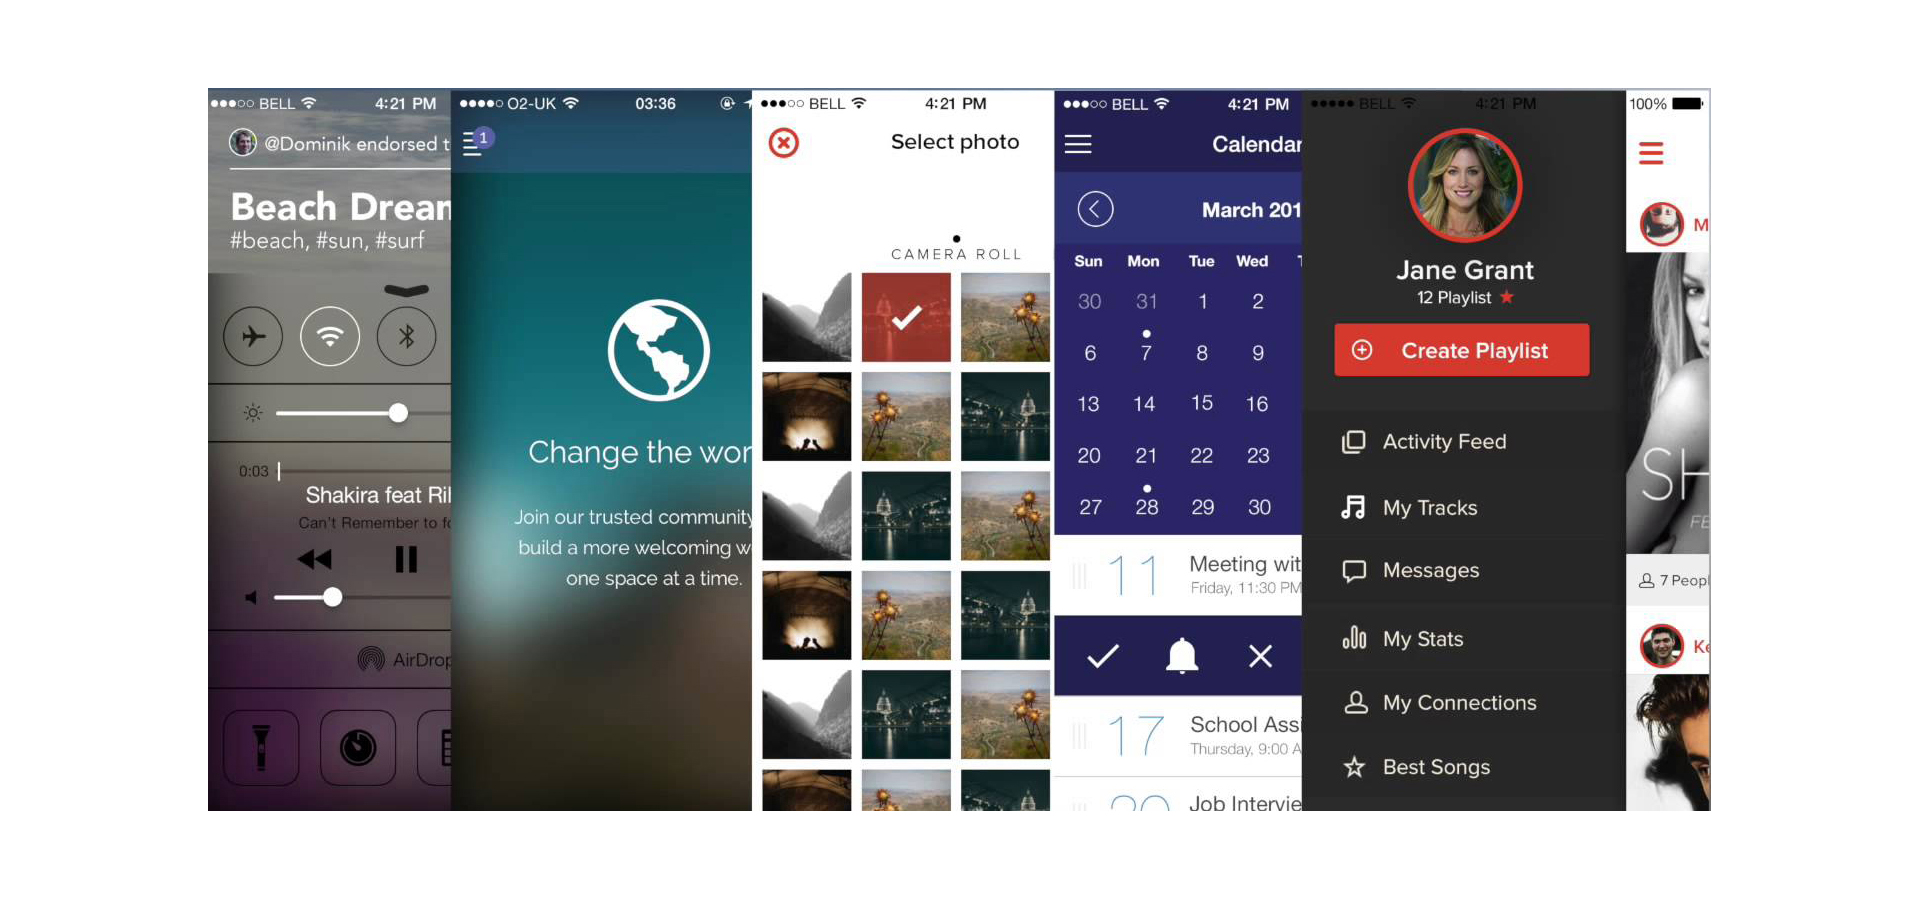 BELL 4:21 PM
@Dominik endorsed t
Beach Drean
#beach, #sun, #surf
0:03
Shakira feat Ril
Can't Remember to fo
AirDrop
O2-UK 03:36
1
Change the wor
Join our trusted community
build a more welcoming w
one space at a time.
BELL 4:21 PM
Select photo
CAMERA ROLL
BELL 4:21 PM
Calendar
March 201
Sun Mon Tue Wed T
30 31 1 2
6 7 8 9
13 14 15 16
20 21 22 23
27 28 29 30
11 Meeting wit
Friday, 11:30 PM
17 School Assi
Thursday, 9:00 A
20 Job Intervie
BELL 4:21 PM
Jane Grant
12 Playlist
Create Playlist
Activity Feed
My Tracks
Messages
My Stats
My Connections
Best Songs
100%
M
SH
FE
7 Peopl
Ke